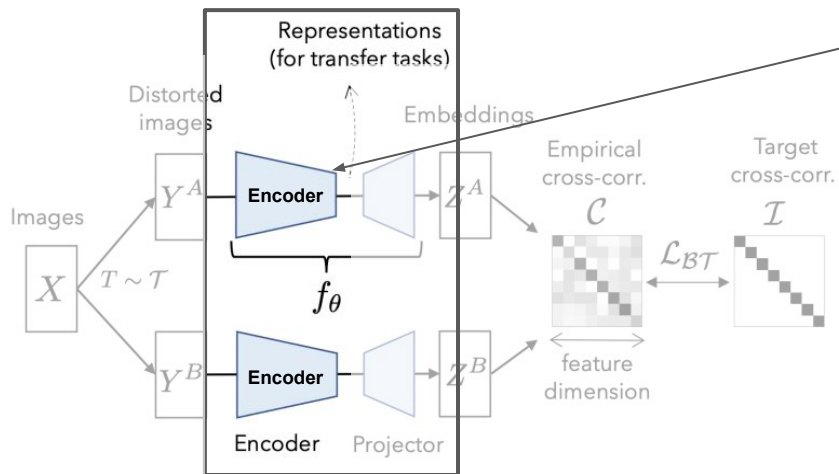 Representations
(for transfer tasks)
Distorted
images
Embeddings
Empirical
cross-corr.
Target
cross-corr.
Images
Y^A
Encoder
Z^A
C
I
X
T ∼ T
L_BT
f_θ
Y^B
Encoder
Z^B
feature
dimension
Encoder
Projector